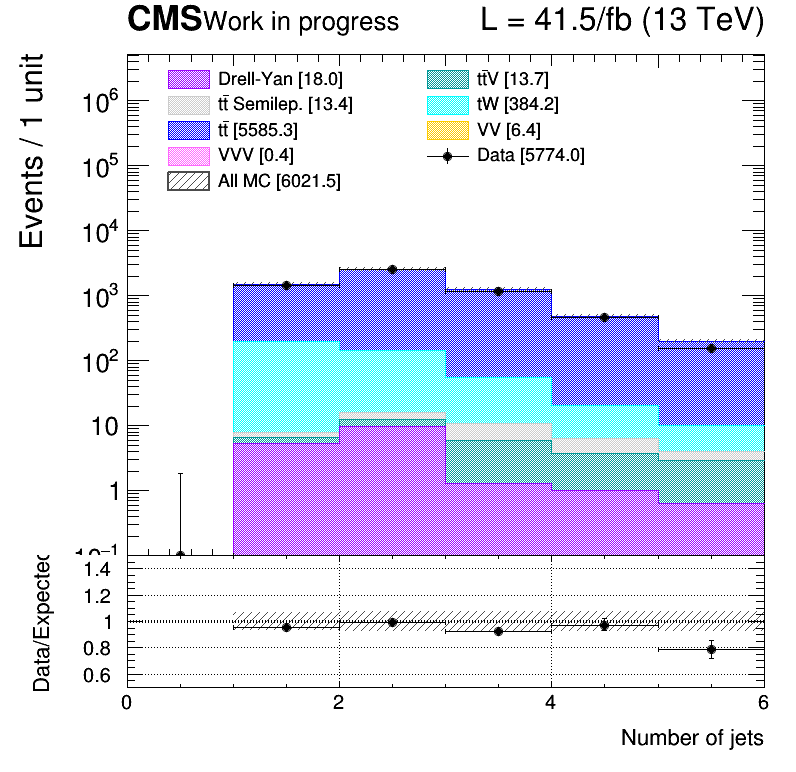 CMS Work in progress L = 41.5/fb (13 TeV)
Events / 1 unit
Drell-Yan [18.0]
tt̄ Semilep. [13.4]
tt̄ [5585.3]
VVV [0.4]
All MC [6021.5]
tt̄V [13.7]
tW [384.2]
VV [6.4]
Data [5774.0]
10⁶
10⁵
10⁴
10³
10²
10
1
10⁻¹
Data/Expected
1.4
1.2
1
0.8
0.6
0 2 4 6
Number of jets